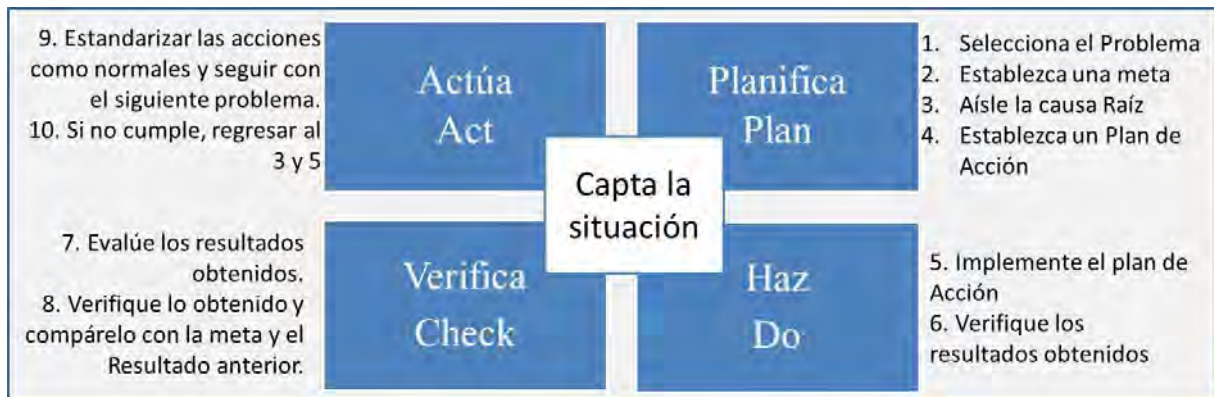 9. Estandarizar las acciones
como normales y seguir con
el siguiente problema.
10. Si no cumple, regresar al
3 y 5
Actúa
Act
Planifica
Plan
1. Selecciona el Problema
2. Establezca una meta
3. Aísle la causa Raíz
4. Establezca un Plan de
Acción
Capta la
situación
7. Evalúe los resultados
obtenidos.
8. Verifique lo obtenido y
compárelo con la meta y el
Resultado anterior.
Verifica
Check
Haz
Do
5. Implemente el plan de
Acción
6. Verifique los
resultados obtenidos